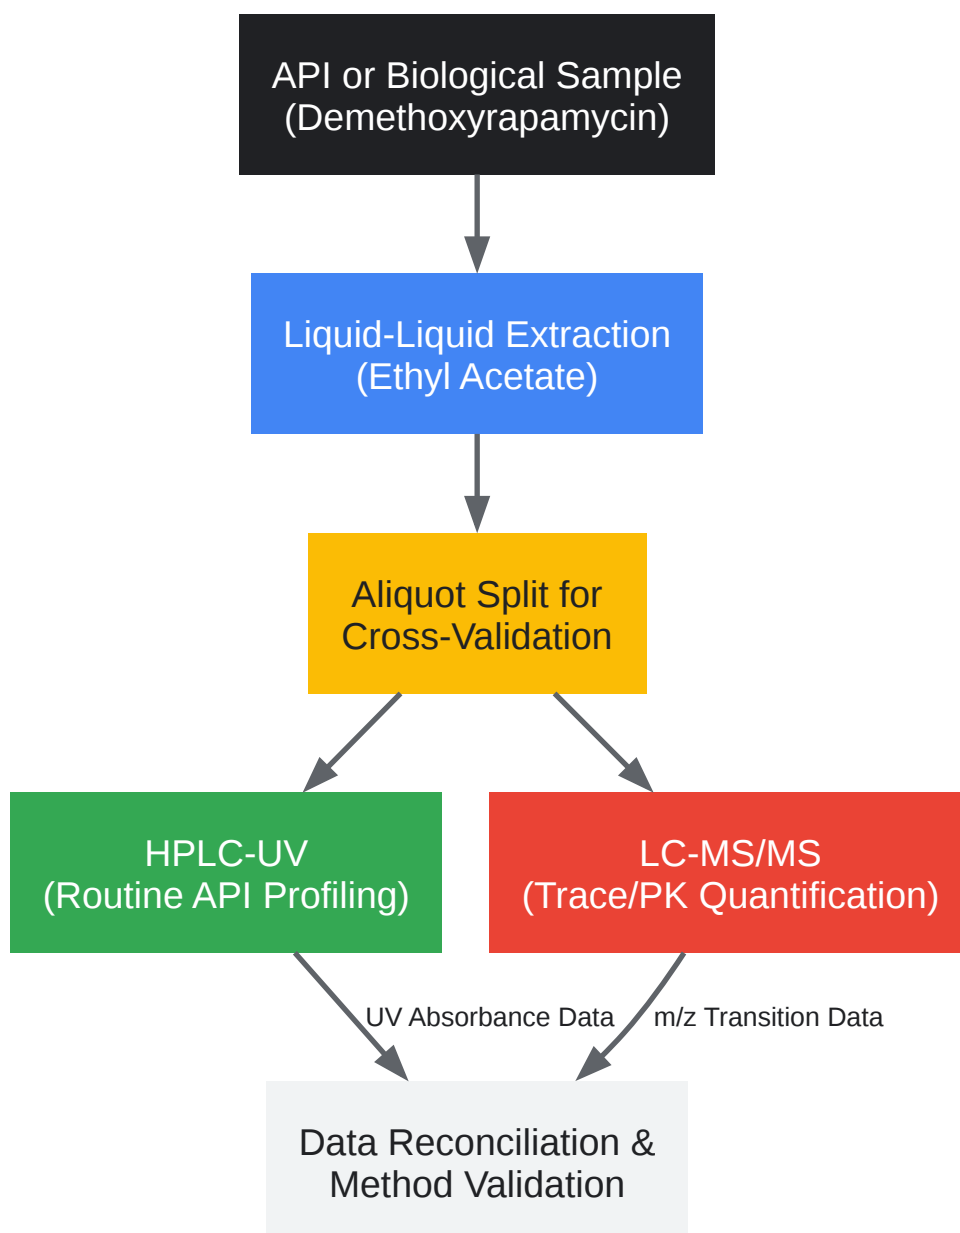 API or Biological Sample
(Demethoxyrapamycin)
Liquid-Liquid Extraction
(Ethyl Acetate)
Aliquot Split for
Cross-Validation
HPLC-UV
(Routine API Profiling)
LC-MS/MS
(Trace/PK Quantification)
UV Absorbance Data
m/z Transition Data
Data Reconciliation &
Method Validation